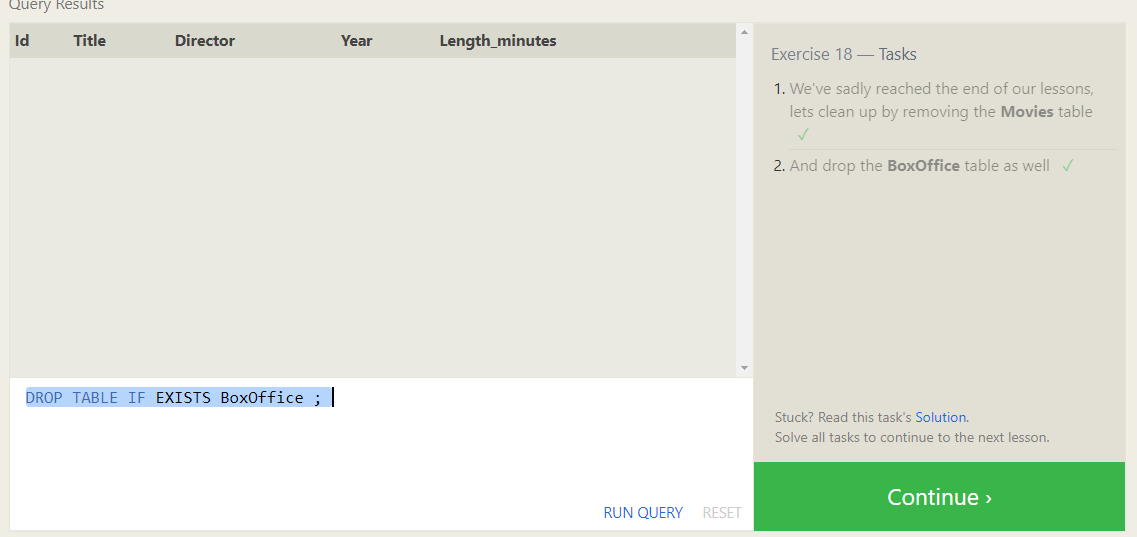 Query Results
Id Title Director Year Length_minutes
DROP TABLE IF EXISTS BoxOffice ;
RUN QUERY RESET
Exercise 18 — Tasks
1. We've sadly reached the end of our lessons,
lets clean up by removing the Movies table
✓
2. And drop the BoxOffice table as well ✓
Stuck? Read this task's Solution.
Solve all tasks to continue to the next lesson.
Continue ›